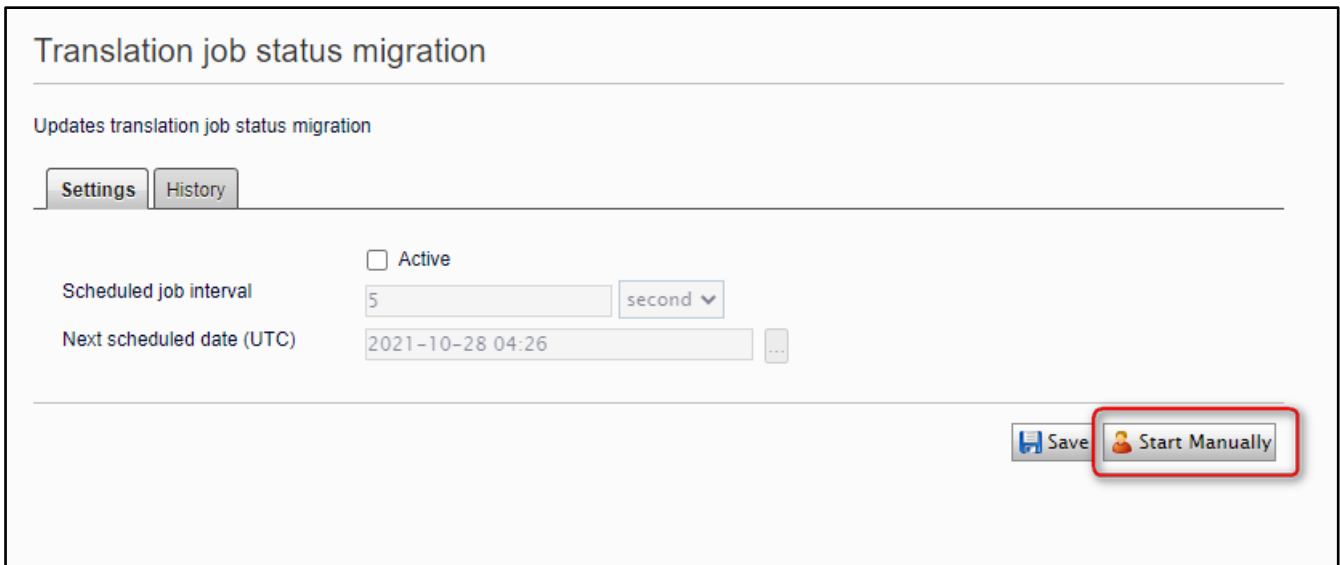 Translation job status migration
Updates translation job status migration
Settings History
Active
Scheduled job interval 5 second
Next scheduled date (UTC) 2021-10-28 04:26 ...
Save Start Manually